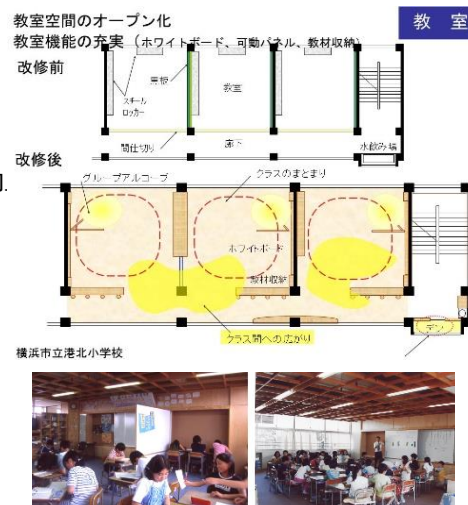 教室空間のオープン化
教 室
教室機能の充実（ホワイトボード、可動パネル、教材収納）
改修前
黒板
教室
スチール
ロッカー
間仕切り
廊下
水飲み場
改修後
グループアルコーブ
クラスのまとまり
ホワイトボード
教材収納
デン
クラス間への広がり
横浜市立港北小学校